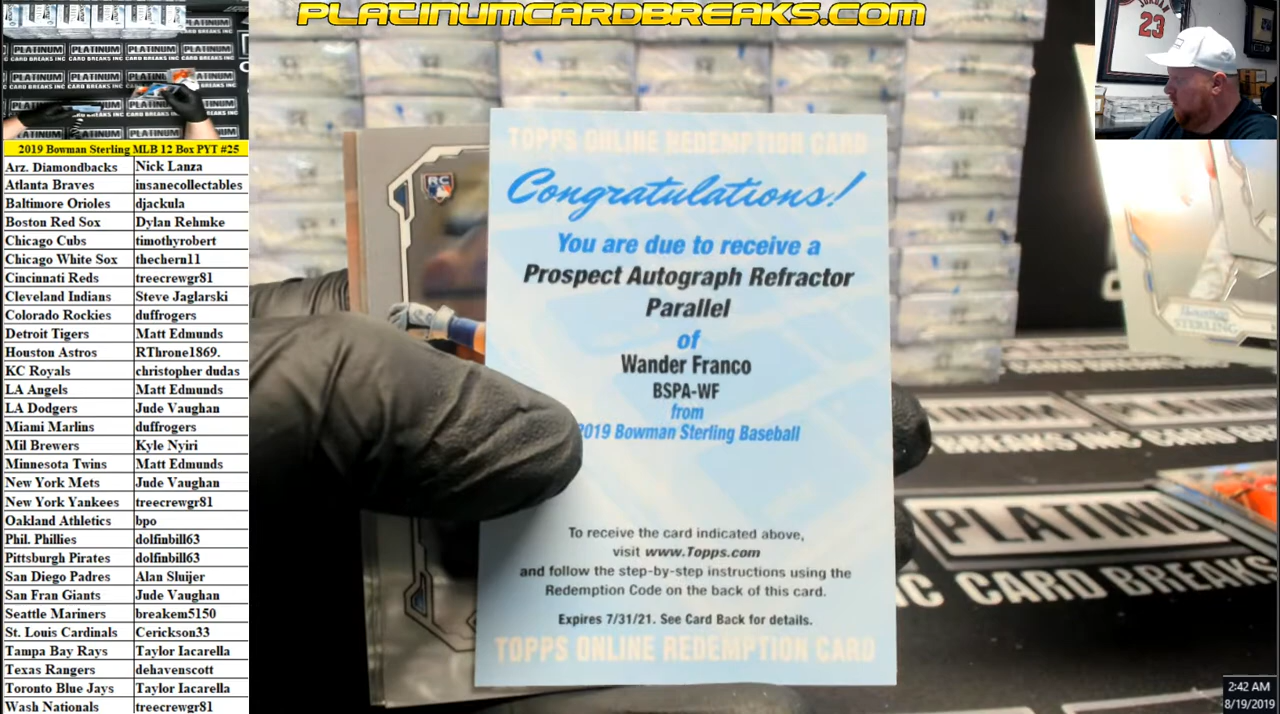 PLATINUMCARDBREAKS.COM
23
PLATINUM
CARD BREAKS INC
2019 Bowman Sterling MLB 12 Box PYT #25
Arz. Diamondbacks Nick Lanza
Atlanta Braves insanecollectables
Baltimore Orioles djackula
Boston Red Sox Dylan Rehmke
Chicago Cubs timothyrobert
Chicago White Sox thechern11
Cincinnati Reds treecrewgr81
Cleveland Indians Steve Jaglarski
Colorado Rockies duffrogers
Detroit Tigers Matt Edmunds
Houston Astros RThrone1869.
KC Royals christopher dudas
LA Angels Matt Edmunds
LA Dodgers Jude Vaughan
Miami Marlins duffrogers
Mil Brewers Kyle Nyiri
Minnesota Twins Matt Edmunds
New York Mets Jude Vaughan
New York Yankees treecrewgr81
Oakland Athletics bpo
Phil. Phillies dolfinbill63
Pittsburgh Pirates dolfinbill63
San Diego Padres Alan Sluijer
San Fran Giants Jude Vaughan
Seattle Mariners breakem5150
St. Louis Cardinals Cerickson33
Tampa Bay Rays Taylor Iacarella
Texas Rangers dehavenscott
Toronto Blue Jays Taylor Iacarella
Wash Nationals treecrewgr81
RC
TOPPS ONLINE REDEMPTION CARD
Congratulations!
You are due to receive a
Prospect Autograph Refractor
Parallel
of
Wander Franco
BSPA-WF
from
2019 Bowman Sterling Baseball
To receive the card indicated above,
visit www.Topps.com
and follow the step-by-step instructions using the
Redemption Code on the back of this card.
Expires 7/31/21. See Card Back for details.
TOPPS ONLINE REDEMPTION CARD
STERLING
BREAKS INC
PLATINU
C CARD BREAKS
2:42 AM
8/19/2019